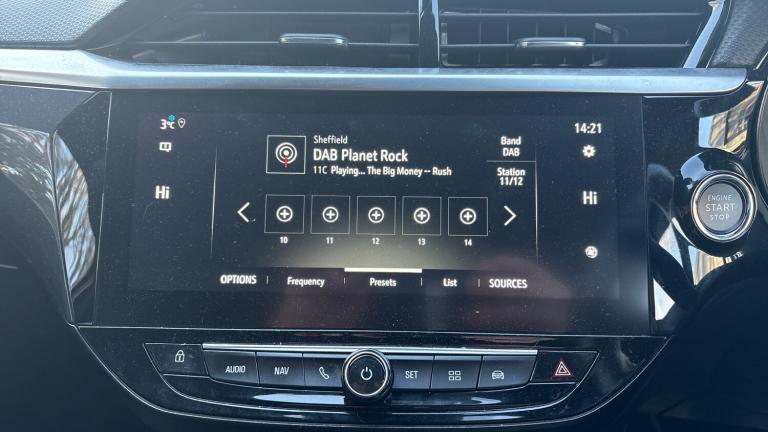 3°C
14:21
Sheffield
DAB Planet Rock
11C Playing... The Big Money -- Rush
Band
DAB
Station
11/12
Hi
Hi
10 11 12 13 14
OPTIONS Frequency Presets List SOURCES
ENGINE
START
STOP
AUDIO NAV SET